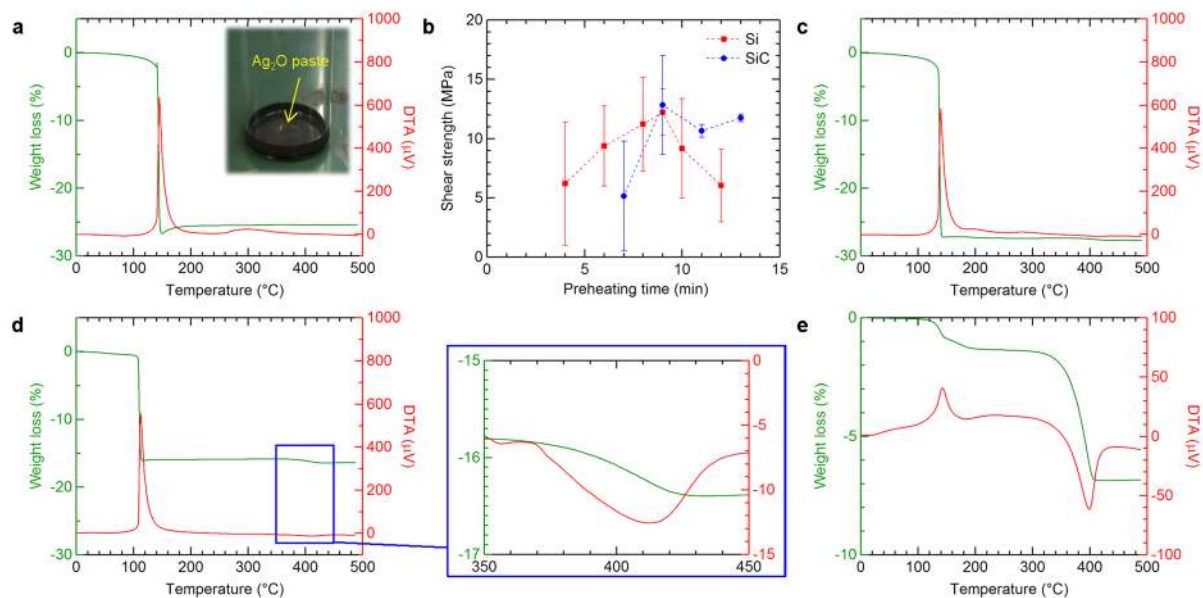 a
Weight loss (%)
0
-10
-20
-30
0 100 200 300 400 500
Temperature (°C)
1000
800
600
400
200
0
DTA (µV)
Ag2O paste
b
Shear strength (MPa)
20
15
10
5
0
0 5 10 15
Preheating time (min)
Si
SiC
c
Weight loss (%)
0
-10
-20
-30
0 100 200 300 400 500
Temperature (°C)
1000
800
600
400
200
0
DTA (µV)
d
Weight loss (%)
0
-10
-20
-30
0 100 200 300 400 500
Temperature (°C)
1000
800
600
400
200
0
DTA (µV)
-15
-16
-17
350 400 450
0
-5
-10
-15
e
Weight loss (%)
0
-5
-10
0 100 200 300 400 500
Temperature (°C)
100
50
0
-50
-100
DTA (µV)